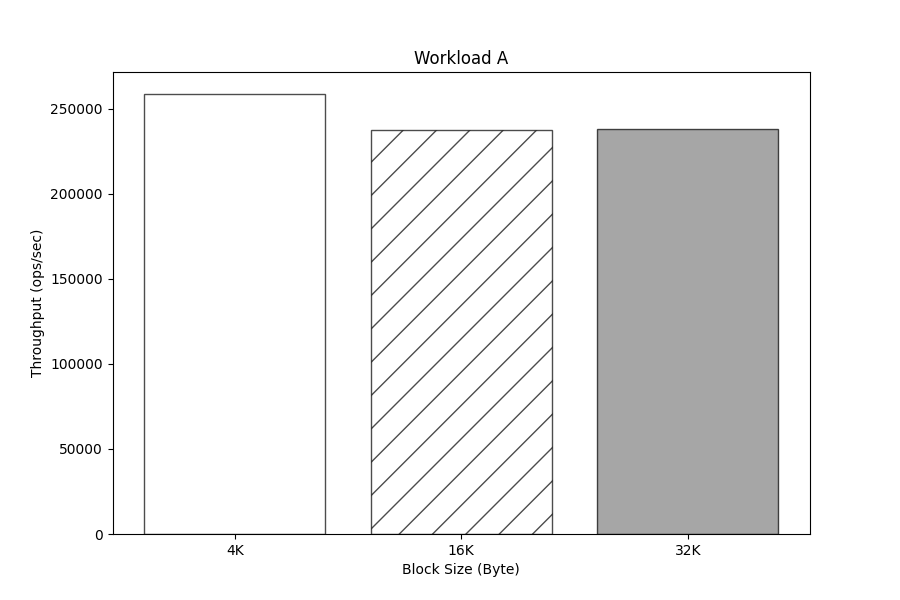 Workload A
Throughput (ops/sec)
250000
200000
150000
100000
50000
0
4K
16K
32K
Block Size (Byte)